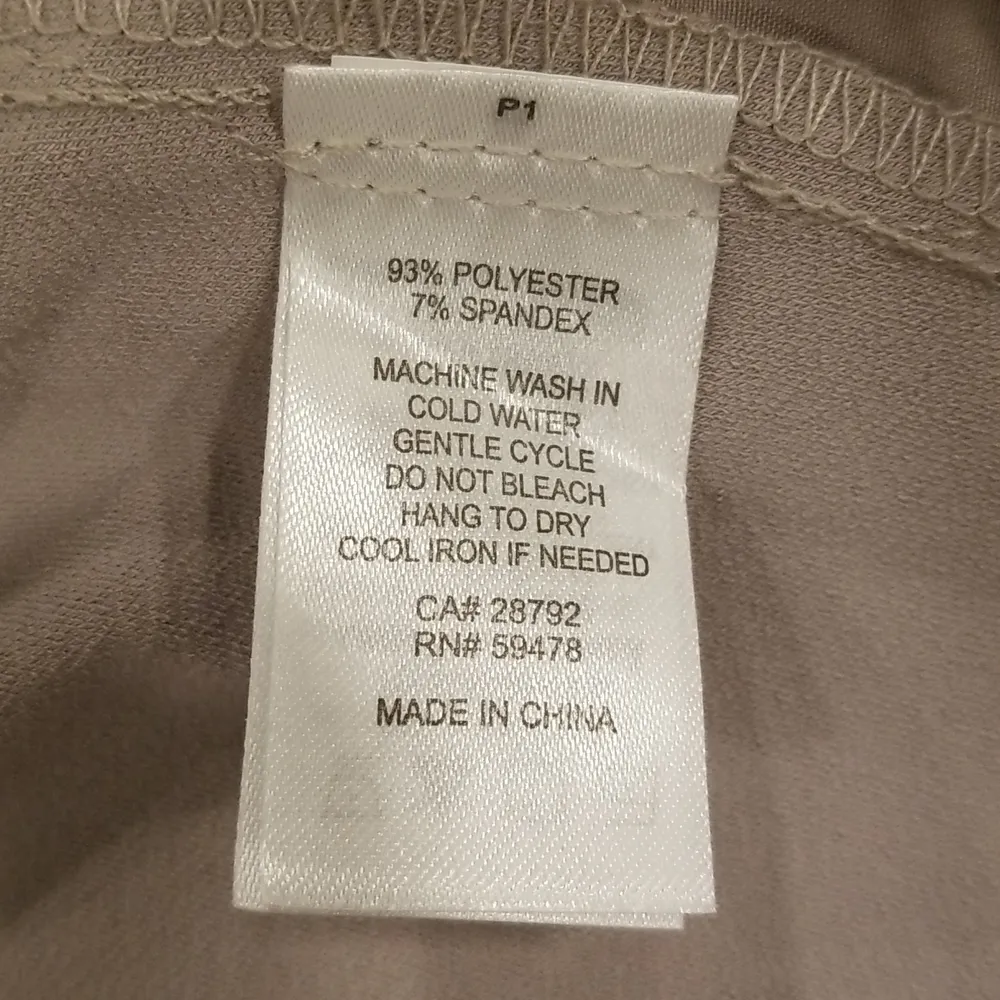 P1
93% POLYESTER
7% SPANDEX
MACHINE WASH IN
COLD WATER
GENTLE CYCLE
DO NOT BLEACH
HANG TO DRY
COOL IRON IF NEEDED
CA# 28792
RN# 59478
MADE IN CHINA